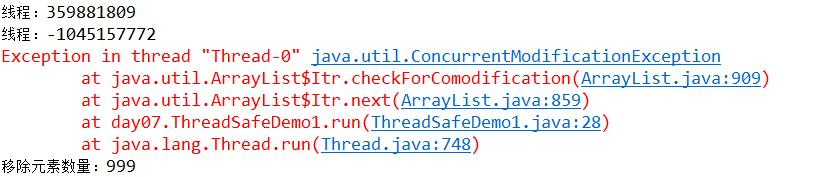 线程：359881809
线程：-1045157772
Exception in thread "Thread-0" java.util.ConcurrentModificationException
at java.util.ArrayList$Itr.checkForComodification(ArrayList.java:909)
at java.util.ArrayList$Itr.next(ArrayList.java:859)
at day07.ThreadSafeDemo1.run(ThreadSafeDemo1.java:28)
at java.lang.Thread.run(Thread.java:748)
移除元素数量：999